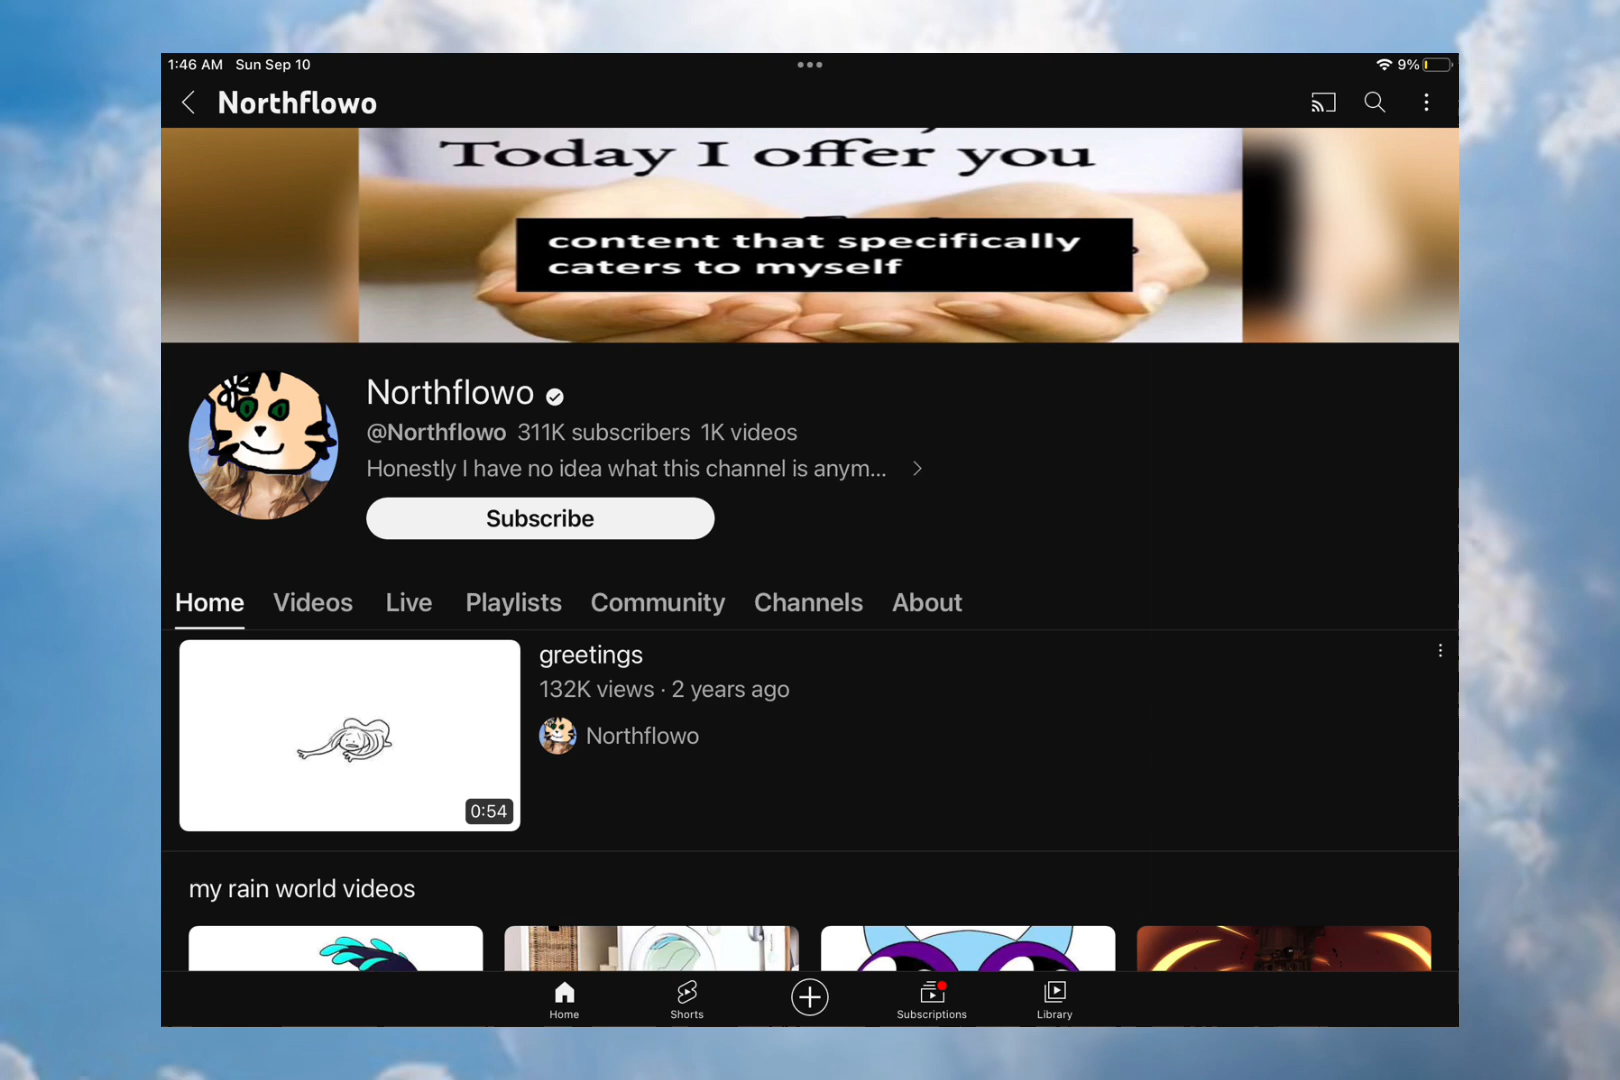 1:46 AM Sun Sep 10
9%
Northflowo
Today I offer you
content that specifically
caters to myself
Northflowo
@Northflowo 311K subscribers 1K videos
Honestly I have no idea what this channel is anym...
Subscribe
Home Videos Live Playlists Community Channels About
greetings
132K views · 2 years ago
Northflowo
0:54
my rain world videos
Home Shorts Subscriptions Library